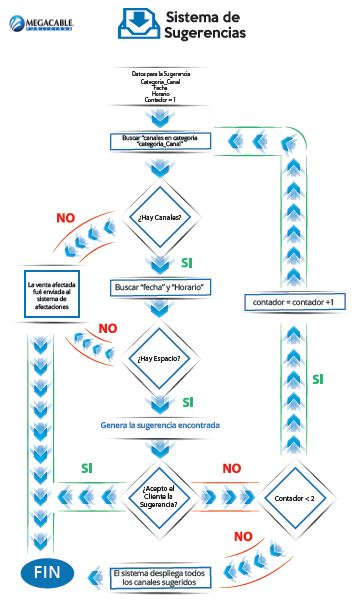 MEGACABLE
PUBLICIDAD
Sistema de
Sugerencias
Datos para la Sugerencia
Categoria_Canal
Fecha
Horario
Contador = 1
Buscar "canales en categoria
"categoria_Canal"
¿Hay Canales?
NO
SI
La venta afectada
fué enviada al
sistema de
afectaciones
Buscar "fecha" y "Horario"
contador = contador +1
NO
¿Hay Espacio?
SI
SI
Genera la sugerencia encontrada
SI
¿Acepto el
Cliente la
Sugerencia?
NO
Contador < 2
NO
FIN
El sistema despliega todos
los canales sugeridos